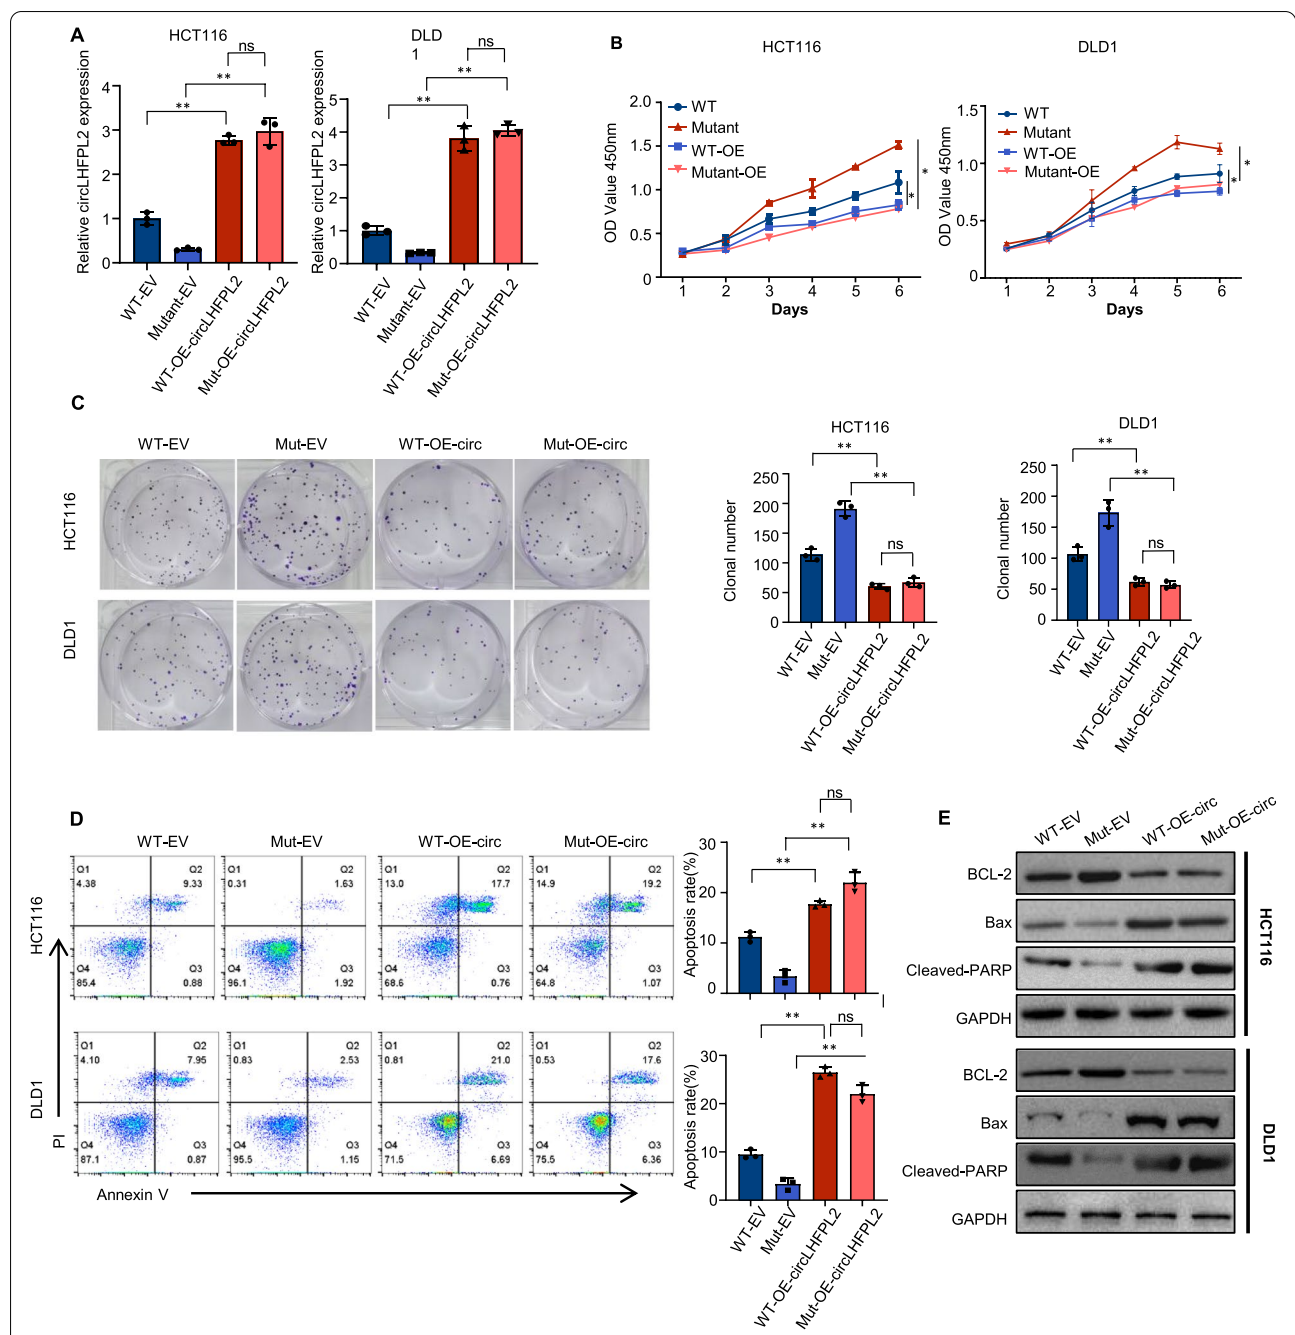 A
HCT116
ns
**
**
Relative circLHFPL2 expression
4
3
2
1
0
WT-EV
Mutant-EV
WT-OE-circLHFPL2
Mut-OE-circLHFPL2
DLD
1
ns
**
**
Relative circLHFPL2 expression
5
4
3
2
1
0
WT-EV
Mutant-EV
WT-OE-circLHFPL2
Mut-OE-circLHFPL2
B
HCT116
OD Value 450nm
2.0
1.5
1.0
0.5
0
WT
Mutant
WT-OE
Mutant-OE
*
*
1 2 3 4 5 6
Days
DLD1
OD Value 450nm
1.5
1.0
0.5
0
WT
Mutant
WT-OE
Mutant-OE
*
*
1 2 3 4 5 6
Days
C
WT-EV Mut-EV WT-OE-circ Mut-OE-circ
HCT116
DLD1
HCT116
**
**
ns
Clonal number
250
200
150
100
50
0
WT-EV
Mut-EV
WT-OE-circLHFPL2
Mut-OE-circLHFPL2
DLD1
**
**
ns
Clonal number
250
200
150
100
50
0
WT-EV
Mut-EV
WT-OE-circLHFPL2
Mut-OE-circLHFPL2
D
WT-EV Mut-EV WT-OE-circ Mut-OE-circ
HCT116
Q1 Q2 Q1 Q2 Q1 Q2 Q1 Q2
4.38 9.33 0.31 1.63 13.0 17.7 14.9 19.2
Q4 Q3 Q4 Q3 Q4 Q3 Q4 Q3
85.4 0.88 96.1 1.92 68.6 0.76 64.8 1.07
DLD1
Q1 Q2 Q1 Q2 Q1 Q2 Q1 Q2
4.10 7.95 0.83 2.53 0.81 21.0 0.53 17.6
Q4 Q3 Q4 Q3 Q4 Q3 Q4 Q3
87.1 0.87 95.5 1.15 71.5 6.69 75.5 6.36
PI
Annexin V
ns
**
**
Apoptosis rate(%)
30
20
10
0
ns
**
**
Apoptosis rate(%)
30
20
10
0
WT-EV
Mut-EV
WT-OE-circLHFPL2
Mut-OE-circLHFPL2
E
WT-EV Mut-EV WT-OE-circ Mut-OE-circ
BCL-2
Bax
Cleaved-PARP
GAPDH
HCT116
BCL-2
Bax
Cleaved-PARP
GAPDH
DLD1